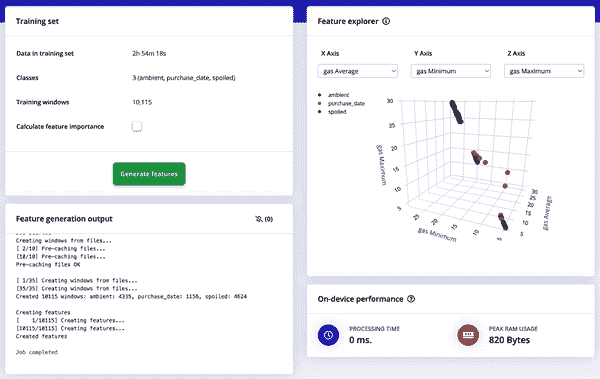 Training set
Data in training set 2h 54m 18s
Classes 3 (ambient, purchase_date, spoiled)
Training windows 10,115
Calculate feature importance
Generate features
Feature generation output (0)
Creating windows from files...
[ 2/10] Pre-caching files...
[10/10] Pre-caching files...
Pre-caching files OK
[ 1/35] Creating windows from files...
[35/35] Creating windows from files...
Created 10115 windows: ambient: 4335, purchase_date: 1156, spoiled: 4624
Creating features
[ 1/10115] Creating features...
[10115/10115] Creating features...
Created features
Job completed
Feature explorer
X Axis Y Axis Z Axis
gas Average gas Minimum gas Maximum
ambient
purchase_date
spoiled
30
25
20
15
10
5
gas Maximum
20
15
10
5
gas Minimum
30
25
20
15
10
5
gas Average
On-device performance
PROCESSING TIME
0 ms.
PEAK RAM USAGE
820 Bytes